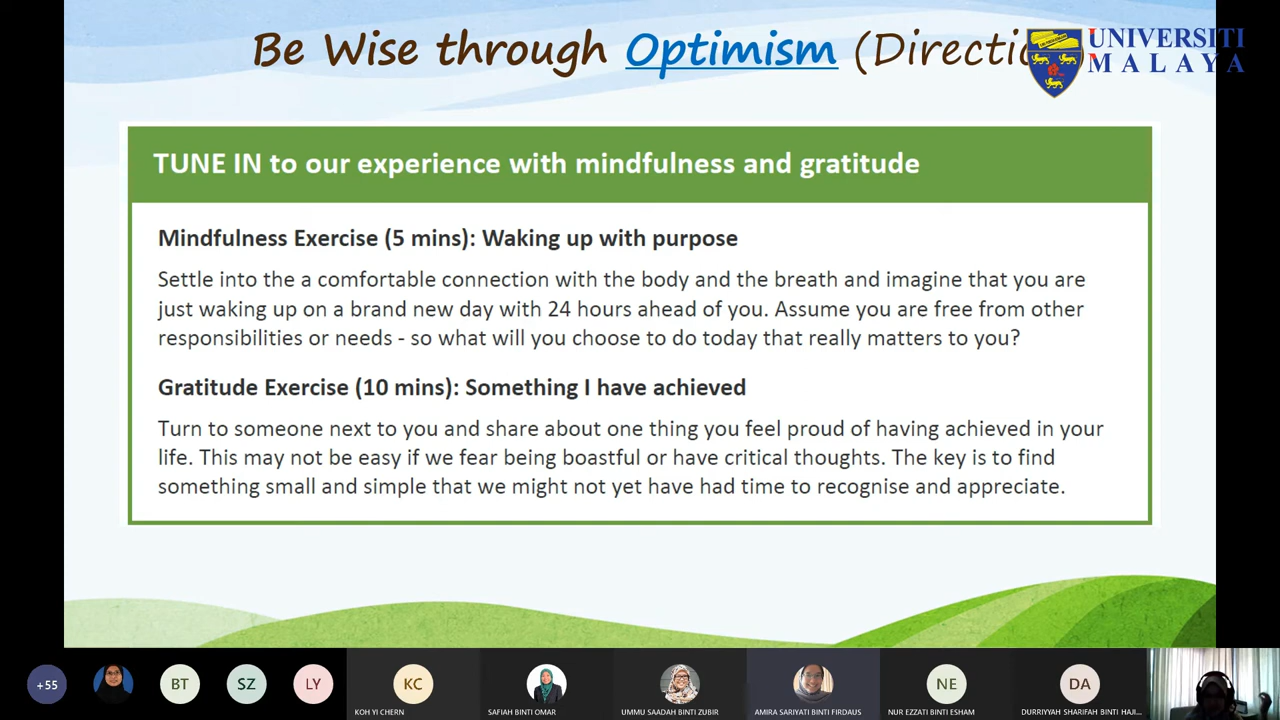 Be Wise through Optimism (Directi
UNIVERSITI
MALAYA
TUNE IN to our experience with mindfulness and gratitude
Mindfulness Exercise (5 mins): Waking up with purpose
Settle into the a comfortable connection with the body and the breath and imagine that you are
just waking up on a brand new day with 24 hours ahead of you. Assume you are free from other
responsibilities or needs - so what will you choose to do today that really matters to you?
Gratitude Exercise (10 mins): Something I have achieved
Turn to someone next to you and share about one thing you feel proud of having achieved in your
life. This may not be easy if we fear being boastful or have critical thoughts. The key is to find
something small and simple that we might not yet have had time to recognise and appreciate.
+55
BT
SZ
LY
KC
NE
DA
KOH YI CHERN
SAFIAH BINTI OMAR
UMMU SAADAH BINTI ZUBIR
AMIRA SARIYATI BINTI FIRDAUS
NUR EZZATI BINTI ESHAM
DURRIYYAH SHARIFAH BINTI HAJI...